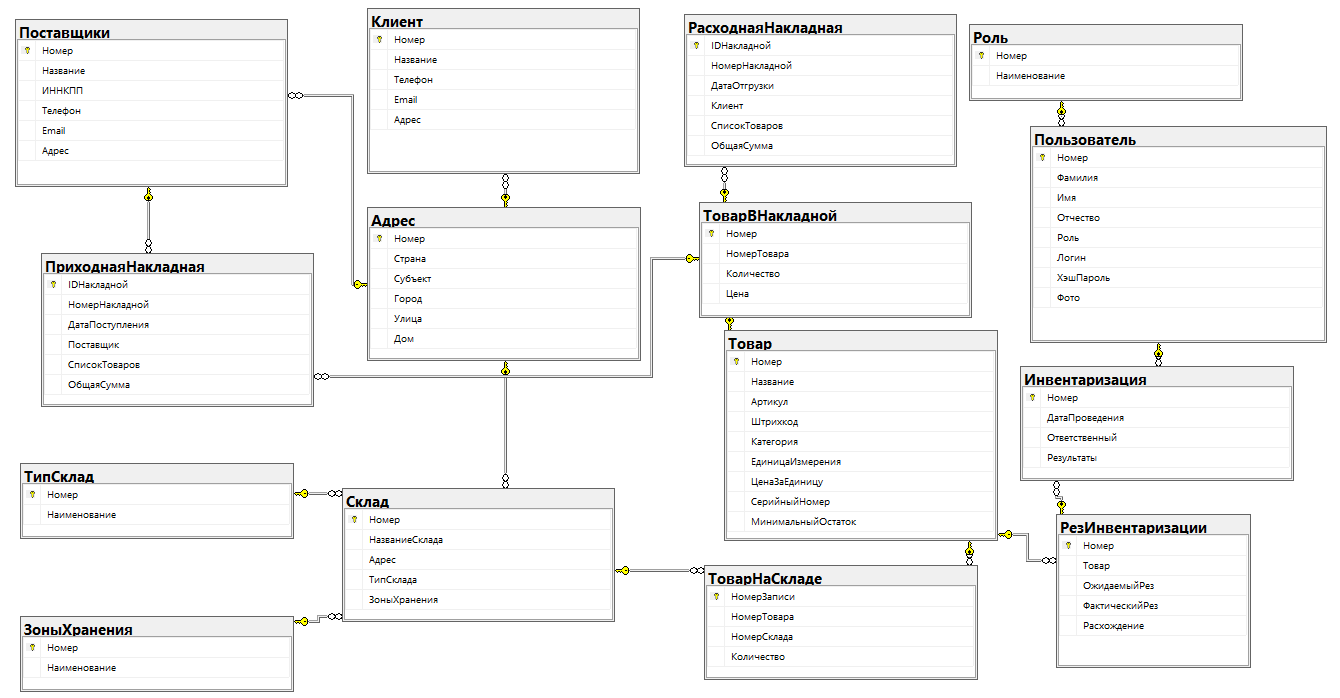 Поставщики
Номер
Название
ИННКПП
Телефон
Email
Адрес
Клиент
Номер
Название
Телефон
Email
Адрес
РасходнаяНакладная
IDНакладной
НомерНакладной
ДатаОтгрузки
Клиент
СписокТоваров
ОбщаяСумма
Роль
Номер
Наименование
Пользователь
Номер
Фамилия
Имя
Отчество
Роль
Логин
ХэшПароль
Фото
Адрес
Номер
Страна
Субъект
Город
Улица
Дом
ТоварВНакладной
Номер
НомерТовара
Количество
Цена
ПриходнаяНакладная
IDНакладной
НомерНакладной
ДатаПоступления
Поставщик
СписокТоваров
ОбщаяСумма
Товар
Номер
Название
Артикул
Штрихкод
Категория
ЕдиницаИзмерения
ЦенаЗаЕдиницу
СерийныйНомер
МинимальныйОстаток
Инвентаризация
Номер
ДатаПроведения
Ответственный
Результаты
ТипСклад
Номер
Наименование
Склад
Номер
НазваниеСклада
Адрес
ТипСклада
ЗоныХранения
РезИнвентаризации
Номер
Товар
ОжидаемыйРез
ФактическийРез
Расхождение
ТоварНаСкладе
НомерЗаписи
НомерТовара
НомерСклада
Количество
ЗоныХранения
Номер
Наименование